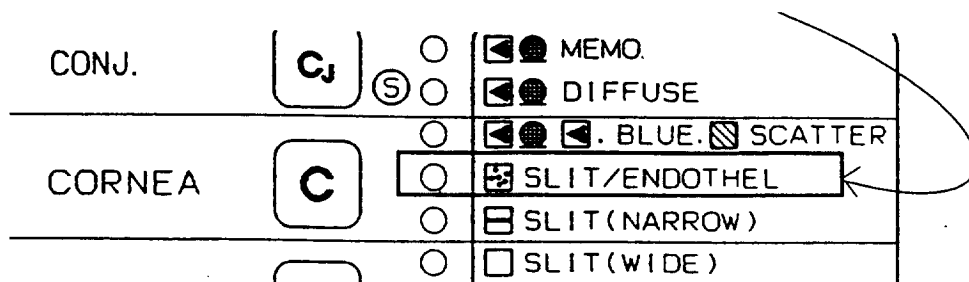 MEMO.
CONJ. CJ
S DIFFUSE
. BLUE. SCATTER
CORNEA C SLIT/ENDOTHEL
SLIT(NARROW)
SLIT(WIDE)